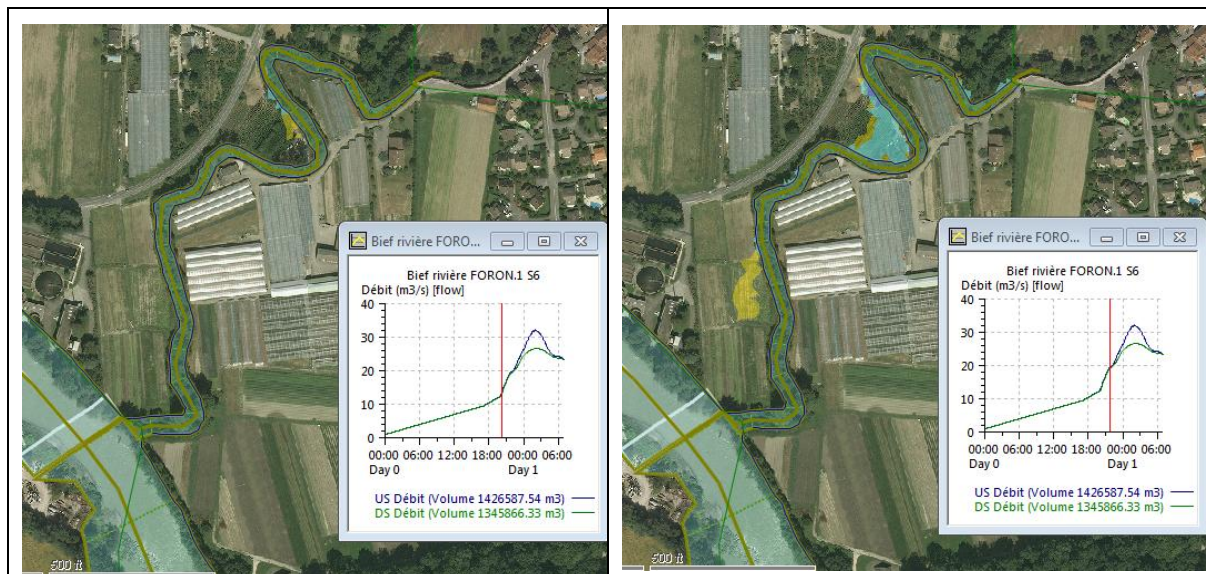 Bief rivière FORO...
Bief rivière FORON.1 S6
Débit (m3/s) [flow]
40
30
20
10
0
00:00 06:00 12:00 18:00 00:00 06:00
Day 0 Day 1
US Débit (Volume 1426587.54 m3)
DS Débit (Volume 1345866.33 m3)
500 ft
Bief rivière FORO...
Bief rivière FORON.1 S6
Débit (m3/s) [flow]
40
30
20
10
0
00:00 06:00 12:00 18:00 00:00 06:00
Day 0 Day 1
US Débit (Volume 1426587.54 m3)
DS Débit (Volume 1345866.33 m3)
500 ft